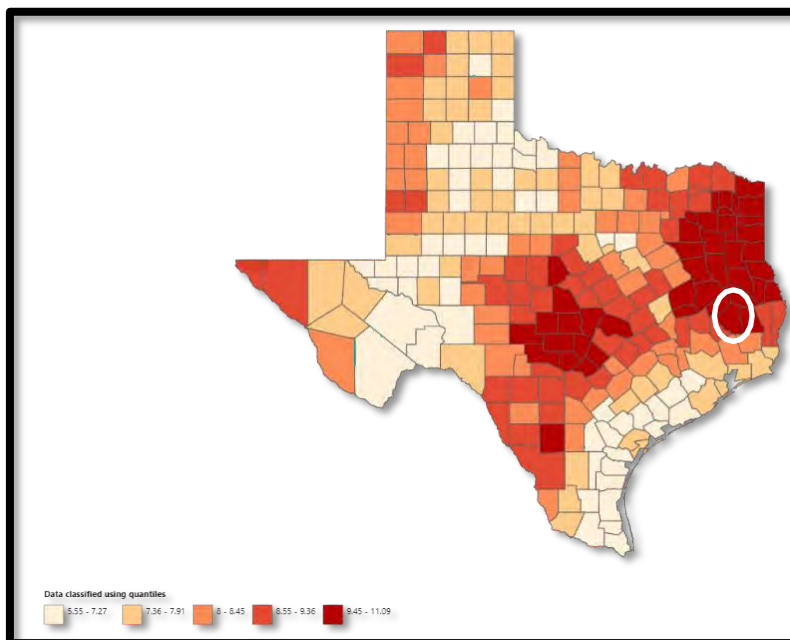 Data classified using quantiles
5.55 - 7.27 7.36 - 7.91 8 - 8.45 8.55 - 9.36 9.45 - 11.09